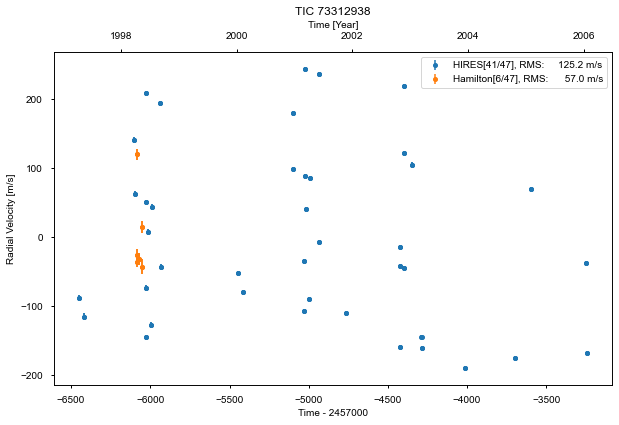 TIC 73312938
Time [Year]
1998 2000 2002 2004 2006
HIRES[41/47], RMS: 125.2 m/s
Hamilton[6/47], RMS: 57.0 m/s
Radial Velocity [m/s]
200
100
0
−100
−200
−6500 −6000 −5500 −5000 −4500 −4000 −3500
Time - 2457000